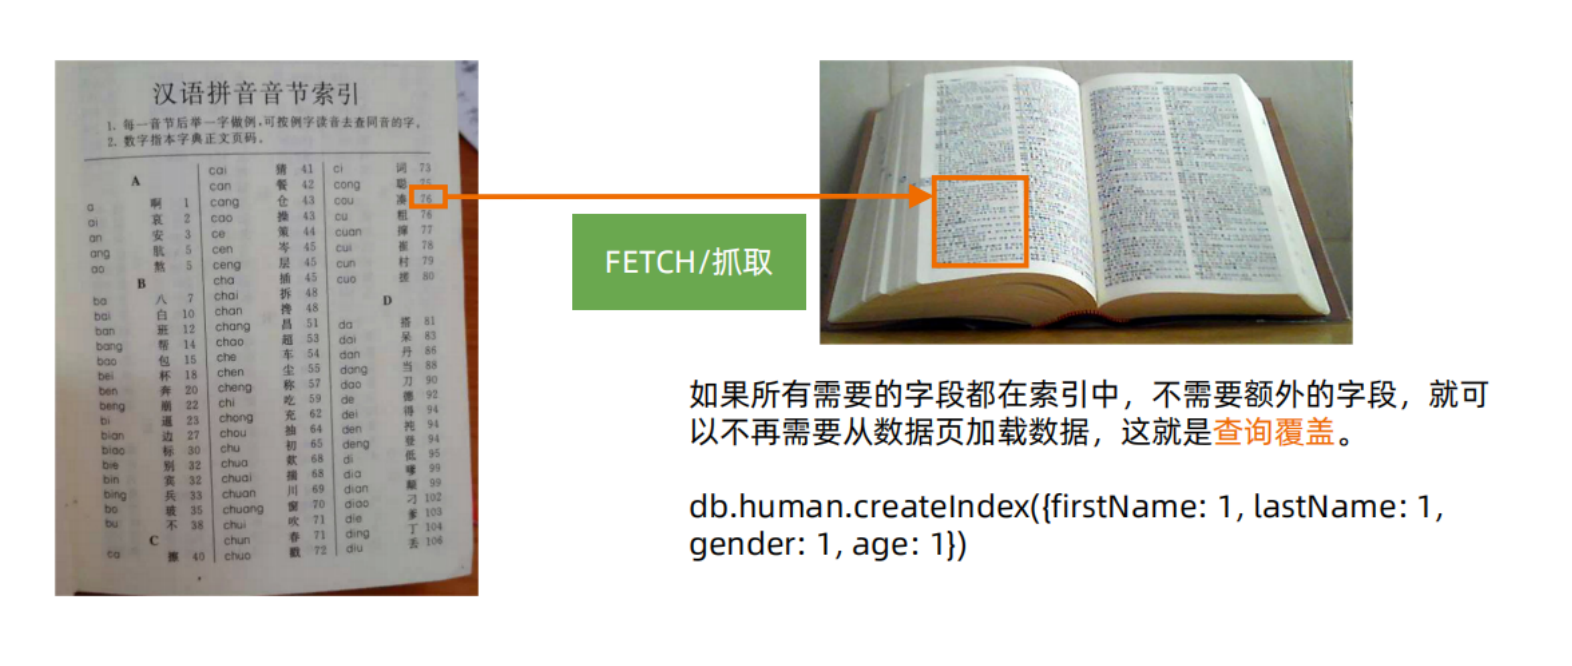 汉语拼音音节索引
1. 每一音节后举一字做例,可按例字读音去查同音的字。
2. 数字指本字典正文页码。
A
a 啊 1
ai 哀 2
an 安 3
ang 肮 5
ao 熬 5
B
ba 八 7
bai 白 10
ban 班 12
bang 帮 14
bao 包 15
bei 杯 18
ben 奔 20
beng 崩 22
bi 逼 23
bian 边 27
biao 标 30
bie 别 32
bin 宾 32
bing 兵 33
bo 玻 35
bu 不 38
C
ca 擦 40
cai 猜 41
can 餐 42
cang 仓 43
cao 操 43
ce 策 44
cen 岑 45
ceng 层 45
cha 插 45
chai 拆 48
chan 搀 48
chang 昌 51
chao 超 53
che 车 54
chen 尘 55
cheng 称 57
chi 吃 59
chong 充 62
chou 抽 64
chu 初 65
chua 欻 68
chuai 揣 68
chuan 川 69
chuang 窗 70
chui 吹 71
chun 春 71
chuo 戳 72
ci 词 73
cong 聪 75
cou 凑 76
cu 粗 76
cuan 77
cui 崔 78
cun 村 79
cuo 搓 80
D
da 搭 81
dai 呆 83
dan 丹 86
dang 当 88
dao 刀 90
de 德 92
dei 得 94
den 扽 94
deng 登 94
di 低 95
dia 嗲 99
dian 颠 99
diao 刁 102
die 爹 103
ding 丁 104
diu 丢 106
FETCH/抓取
如果所有需要的字段都在索引中，不需要额外的字段，就可
以不再需要从数据页加载数据，这就是查询覆盖。
db.human.createIndex({firstName: 1, lastName: 1,
gender: 1, age: 1})